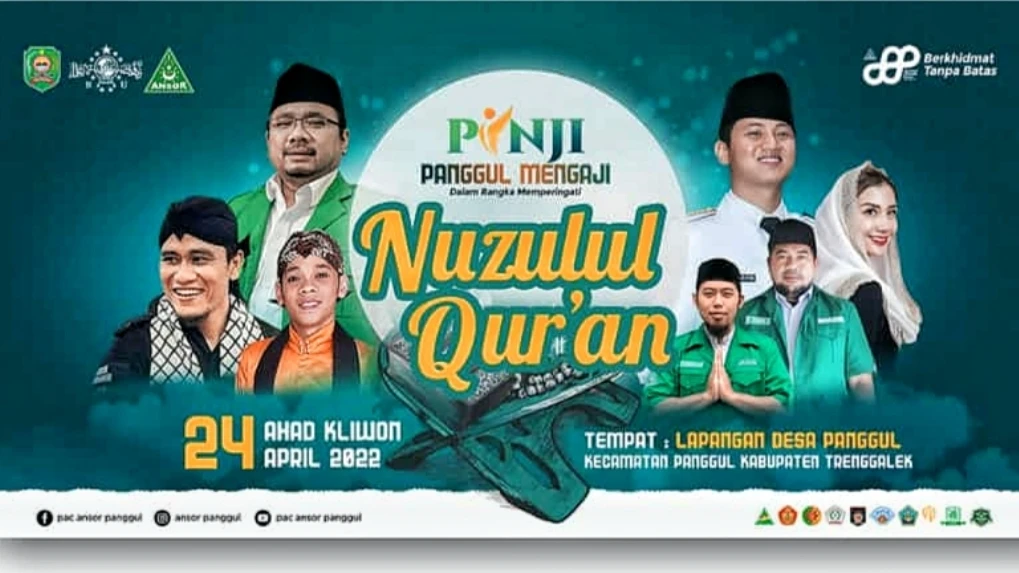 ANSOR
Berkhidmat
Tanpa Batas
PANJI
PANGGUL MENGAJI
Dalam Rangka Memperingati
Nuzulul
Qur'an
24 AHAD KLIWON
APRIL 2022
TEMPAT : LAPANGAN DESA PANGGUL
KECAMATAN PANGGUL KABUPATEN TRENGGALEK
pac.ansor panggul
ansor panggul
pac ansor panggul